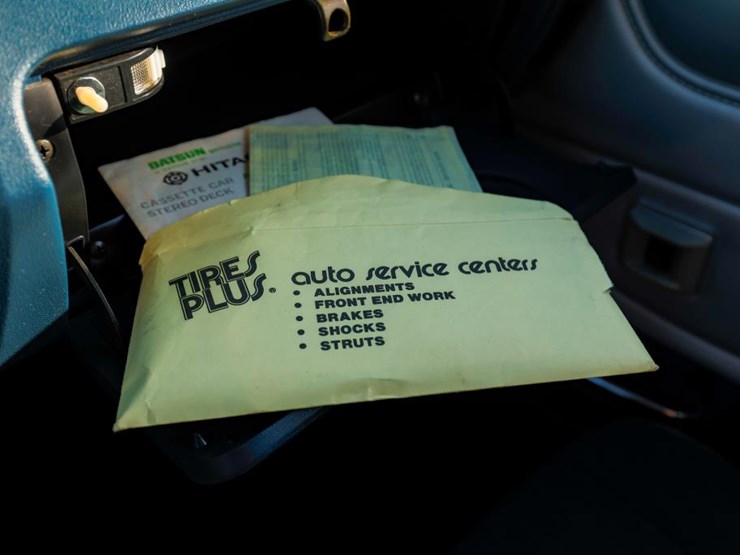 DATSUN
HITA
CASSETTE CAR
STEREO DECK
TIRES
PLUS®
auto service centers
• ALIGNMENTS
• FRONT END WORK
• BRAKES
• SHOCKS
• STRUTS